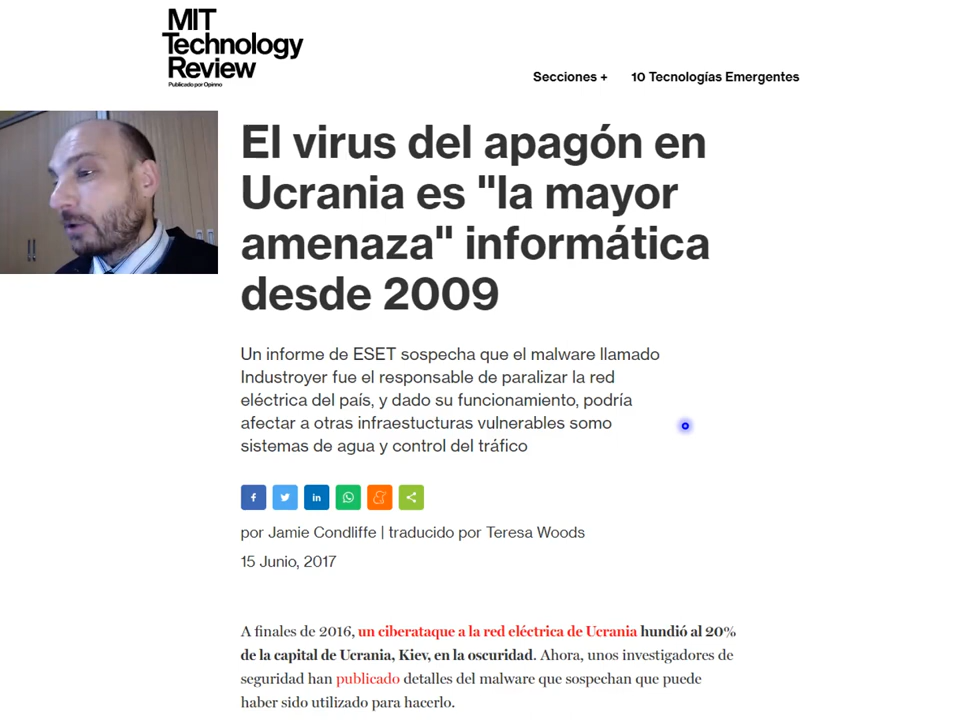 MIT
Technology
Review
Publicado por Opinno
Secciones +
10 Tecnologías Emergentes
El virus del apagón en
Ucrania es "la mayor
amenaza" informática
desde 2009
Un informe de ESET sospecha que el malware llamado
Industroyer fue el responsable de paralizar la red
eléctrica del país, y dado su funcionamiento, podría
afectar a otras infraestucturas vulnerables somo
sistemas de agua y control del tráfico
por Jamie Condliffe | traducido por Teresa Woods
15 Junio, 2017
A finales de 2016, un ciberataque a la red eléctrica de Ucrania hundió al 20%
de la capital de Ucrania, Kiev, en la oscuridad. Ahora, unos investigadores de
seguridad han publicado detalles del malware que sospechan que puede
haber sido utilizado para hacerlo.